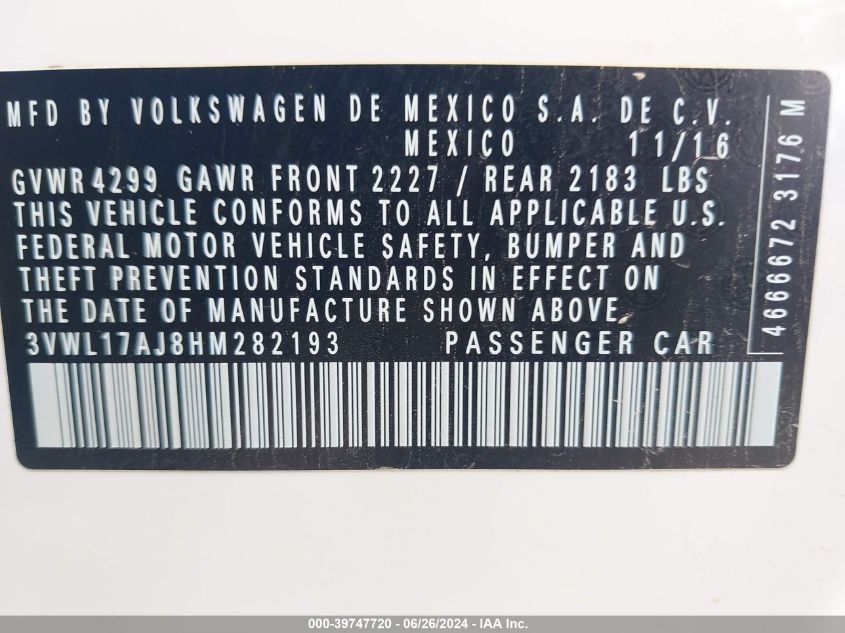 MFD BY VOLKSWAGEN DE MEXICO S.A. DE C.V.
MEXICO 11/16
GVWR 4299 GAWR FRONT 2227 / REAR 2183 LBS
THIS VEHICLE CONFORMS TO ALL APPLICABLE U.S.
FEDERAL MOTOR VEHICLE SAFETY, BUMPER AND
THEFT PREVENTION STANDARDS IN EFFECT ON
THE DATE OF MANUFACTURE SHOWN ABOVE
3VWL17AJ8HM282193 PASSENGER CAR
4666672 3176 M
000-39747720 / 06/26/2024 - IAA Inc.